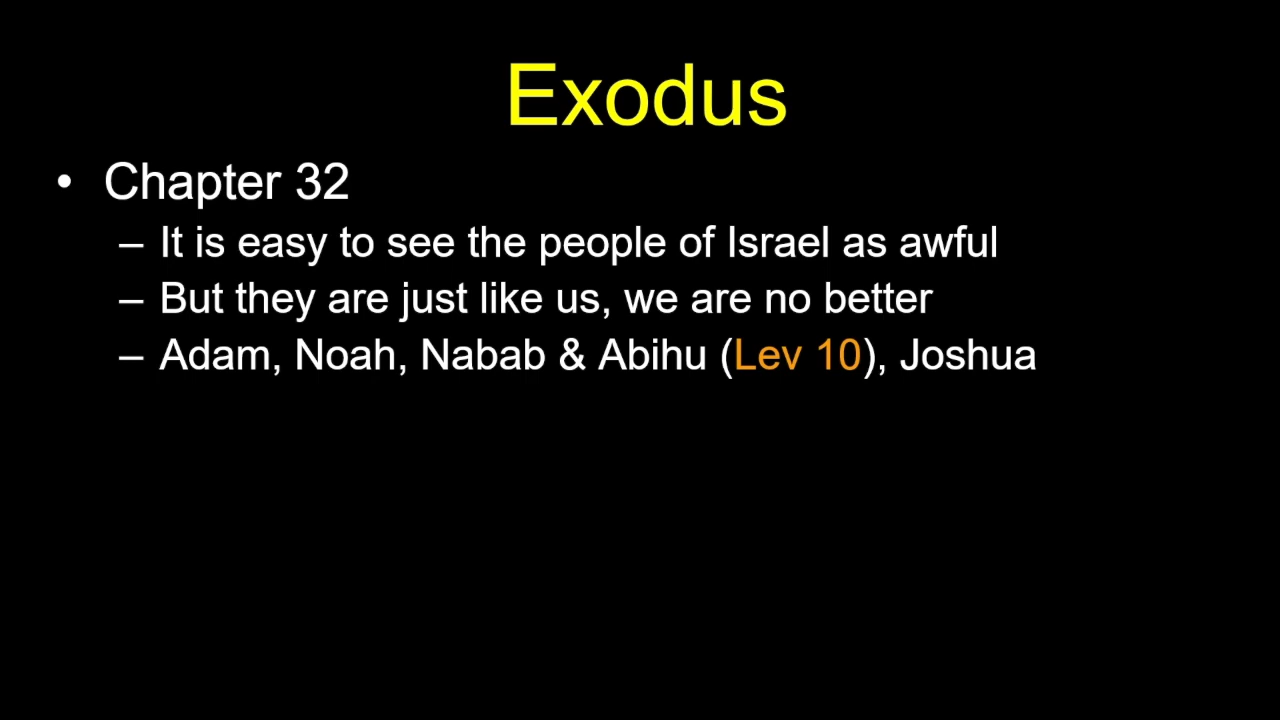 Exodus
• Chapter 32
– It is easy to see the people of Israel as awful
– But they are just like us, we are no better
– Adam, Noah, Nabab & Abihu (Lev 10), Joshua